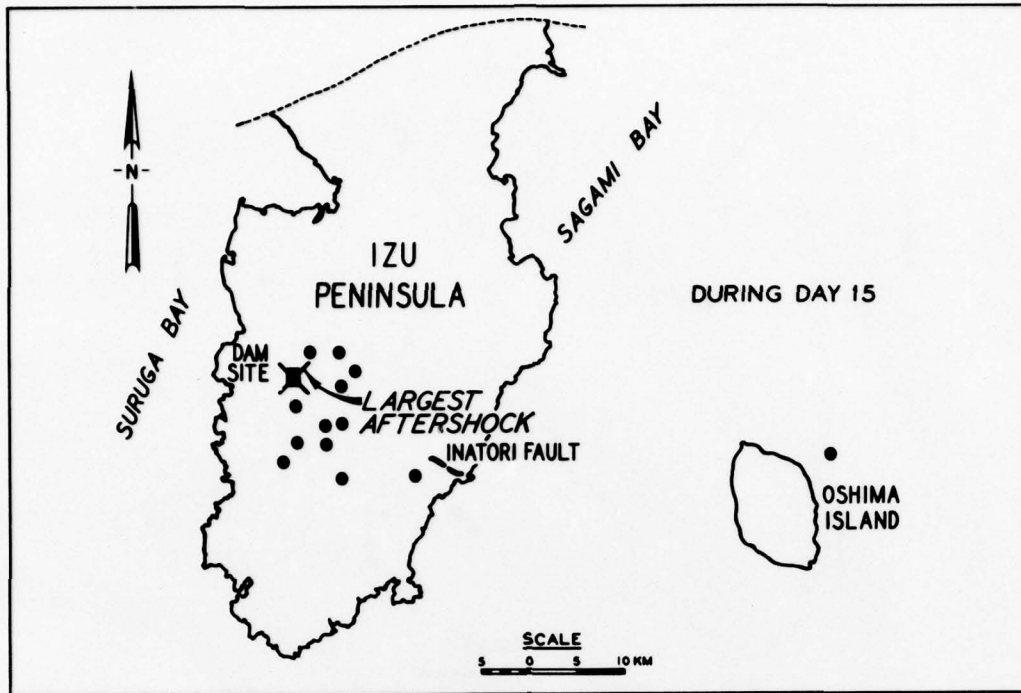 -N-
SAGAMI BAY
SURUGA BAY
IZU
PENINSULA
DURING DAY 15
DAM
SITE
LARGEST
AFTERSHOCK
INATORI FAULT
OSHIMA
ISLAND
SCALE
5 0 5 10 KM